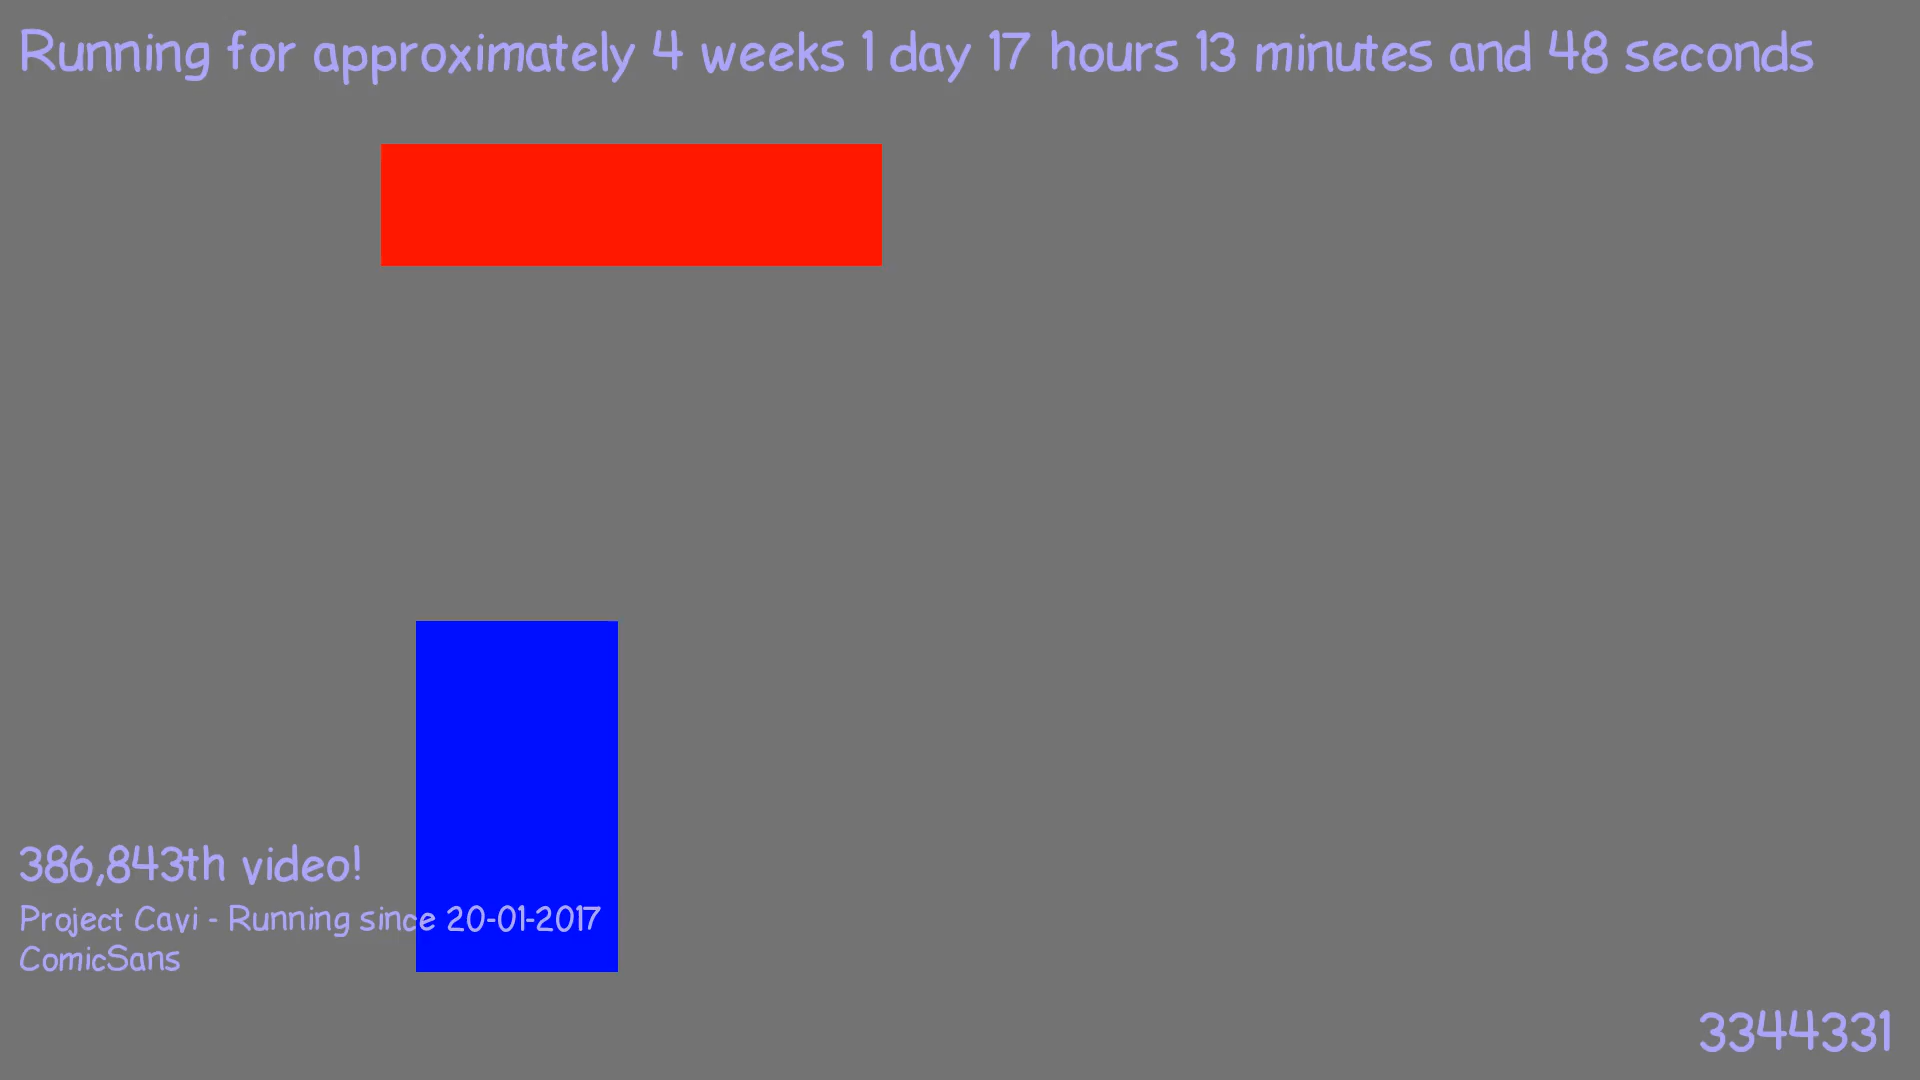 Running for approximately 4 weeks 1 day 17 hours 13 minutes and 48 seconds
386,843th video!
Project Cavi - Running since 20-01-2017
ComicSans
3344331